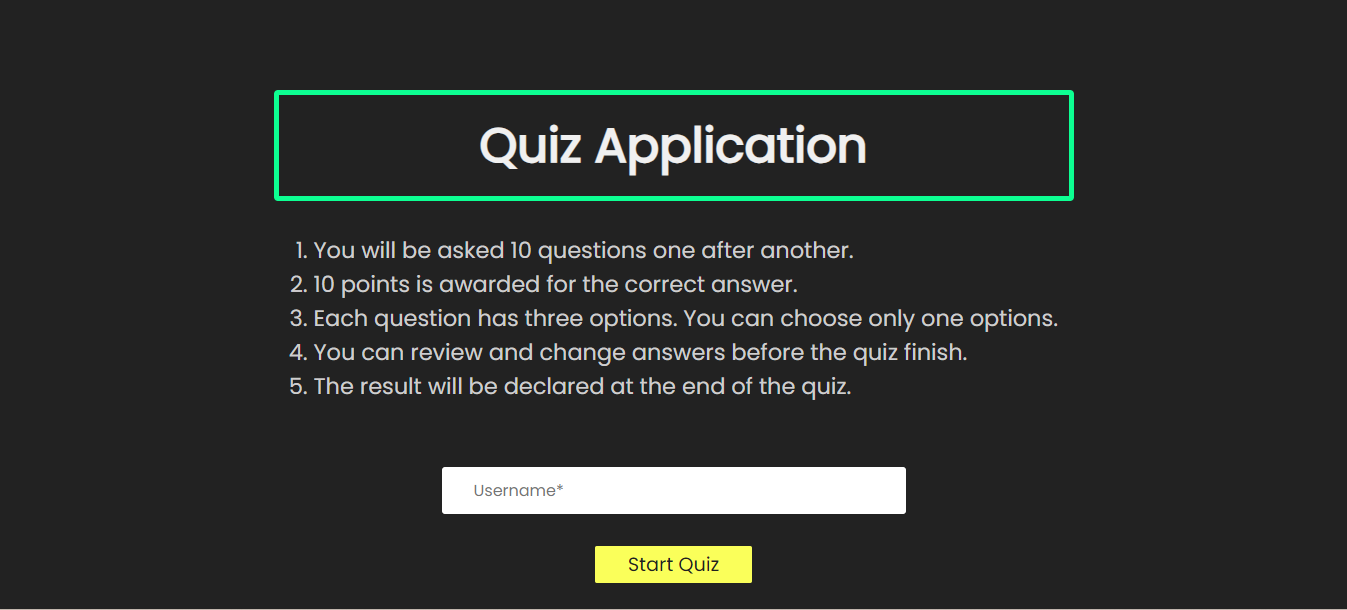 Quiz Application
1. You will be asked 10 questions one after another.
2. 10 points is awarded for the correct answer.
3. Each question has three options. You can choose only one options.
4. You can review and change answers before the quiz finish.
5. The result will be declared at the end of the quiz.
Username*
Start Quiz